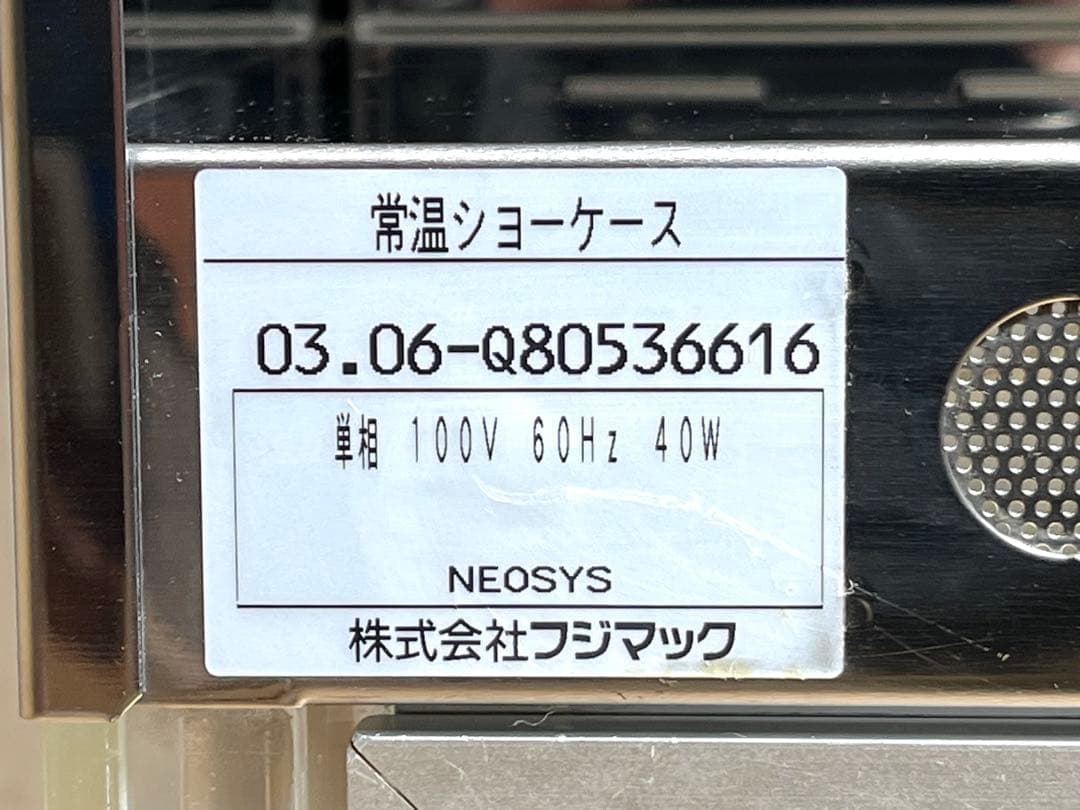 常温ショーケース
03.06-Q80536616
単相 100V 60Hz 40W
NEOSYS
株式会社フジマック